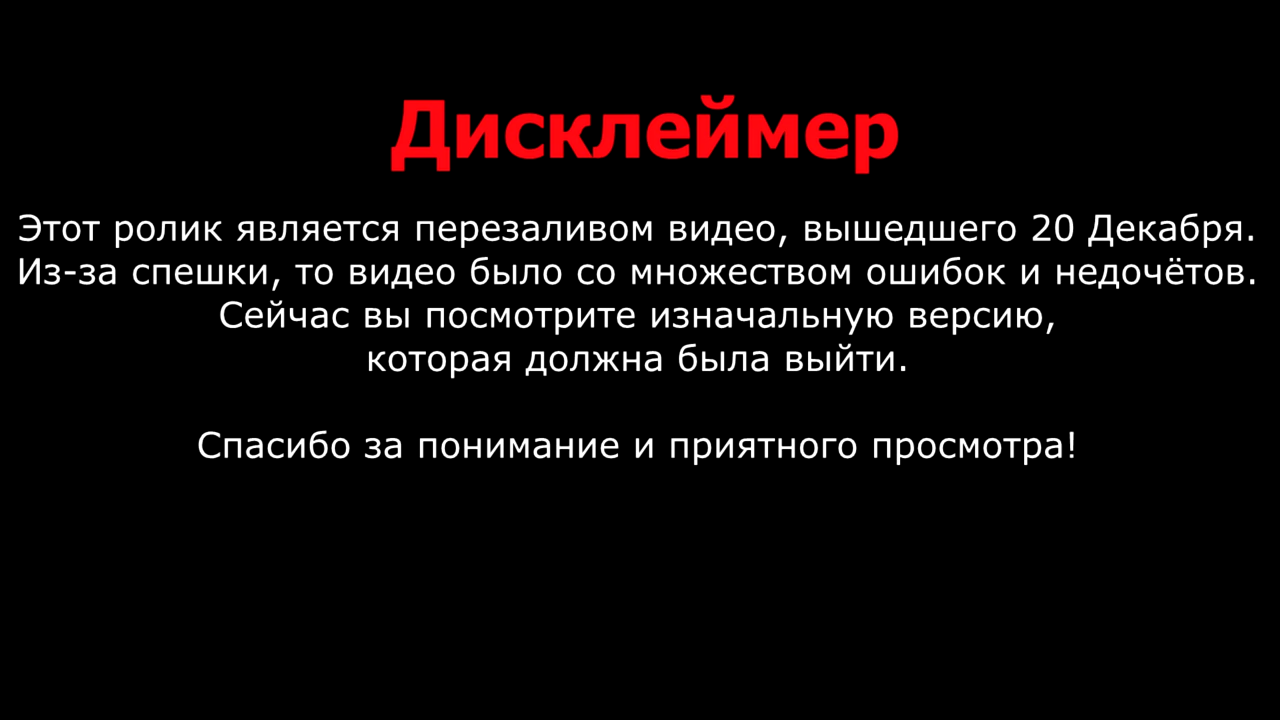 Дисклеймер
Этот ролик является перезаливом видео, вышедшего 20 Декабря.
Из-за спешки, то видео было со множеством ошибок и недочётов.
Сейчас вы посмотрите изначальную версию,
которая должна была выйти.
Спасибо за понимание и приятного просмотра!